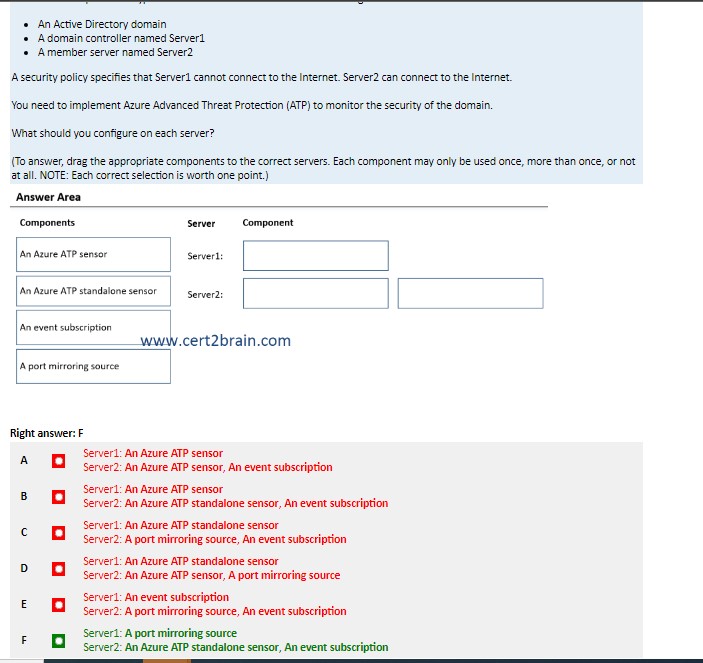 • An Active Directory domain
• A domain controller named Server1
• A member server named Server2
A security policy specifies that Server1 cannot connect to the Internet. Server2 can connect to the Internet.
You need to implement Azure Advanced Threat Protection (ATP) to monitor the security of the domain.
What should you configure on each server?
(To answer, drag the appropriate components to the correct servers. Each component may only be used once, more than once, or not
at all. NOTE: Each correct selection is worth one point.)
Answer Area
Components Server Component
An Azure ATP sensor Server1:
An Azure ATP standalone sensor Server2:
An event subscription
www.cert2brain.com
A port mirroring source
Right answer: F
A Server1: An Azure ATP sensor
Server2: An Azure ATP sensor, An event subscription
B Server1: An Azure ATP sensor
Server2: An Azure ATP standalone sensor, An event subscription
C Server1: An Azure ATP standalone sensor
Server2: A port mirroring source, An event subscription
D Server1: An Azure ATP standalone sensor
Server2: An Azure ATP sensor, A port mirroring source
E Server1: An event subscription
Server2: A port mirroring source, An event subscription
F Server1: A port mirroring source
Server2: An Azure ATP standalone sensor, An event subscription